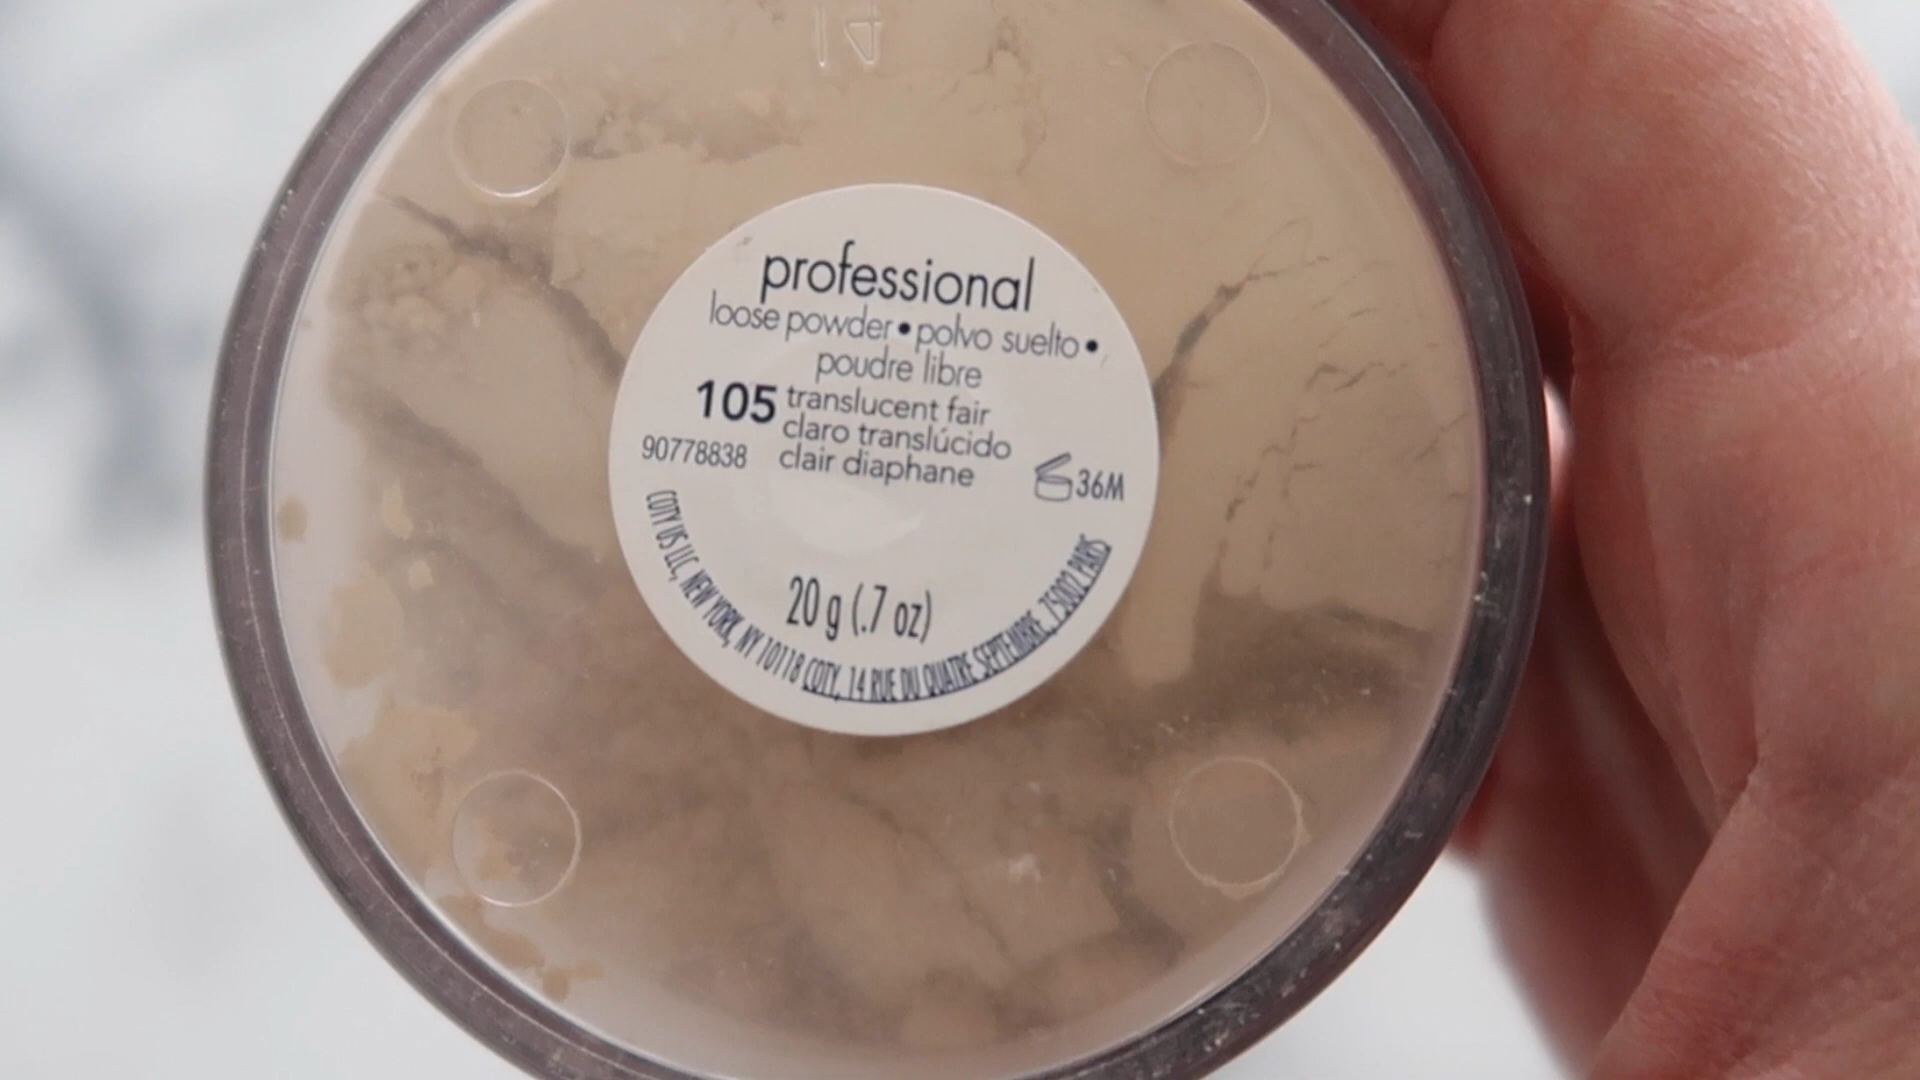 14
professional
loose powder • polvo suelto •
poudre libre
105 translucent fair
claro translúcido
90778838 clair diaphane
36M
20 g (.7 oz)
COTY US LLC, NEW YORK, NY 10118 COTY, 14 RUE DU QUATRE SEPTEMBRE, 75002 PARIS